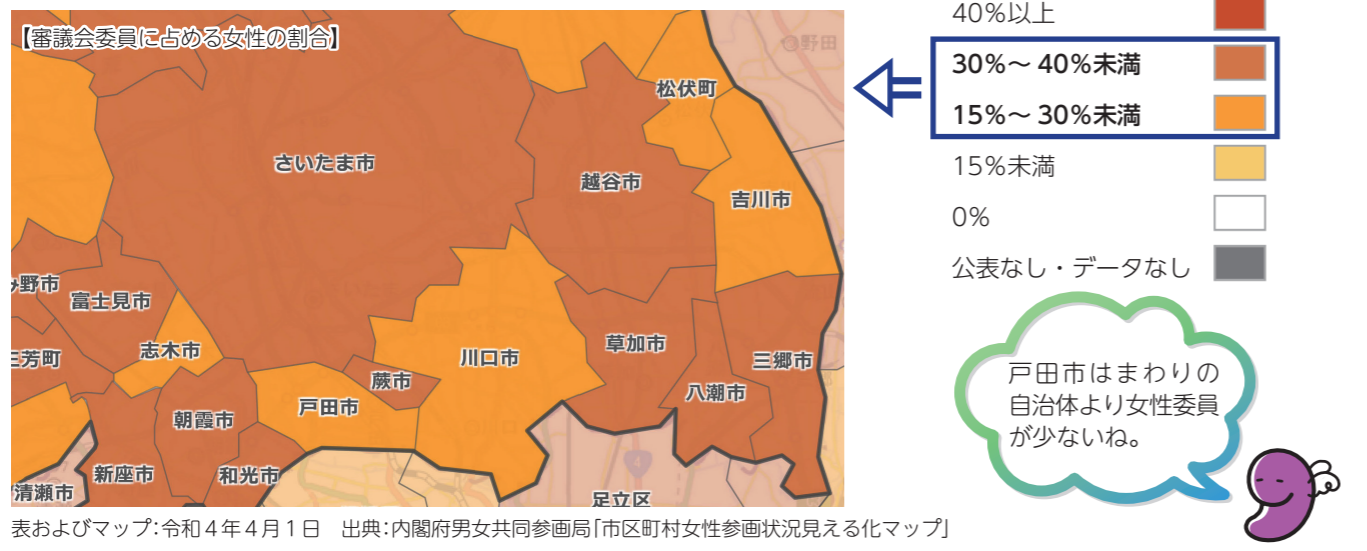 【審議会委員に占める女性の割合】
野田
松伏町
さいたま市
越谷市
吉川市
み野市
富士見市
志木市
三芳町
川口市
草加市
三郷市
蕨市
八潮市
戸田市
朝霞市
新座市
和光市
清瀬市
足立区
4
40%以上
30%～ 40%未満
15%～ 30%未満
15%未満
0%
公表なし・データなし
戸田市はまわりの
自治体より女性委員
が少ないね。
表およびマップ：令和４年４月１日　出典：内閣府男女共同参画局「市区町村女性参画状況見える化マップ」